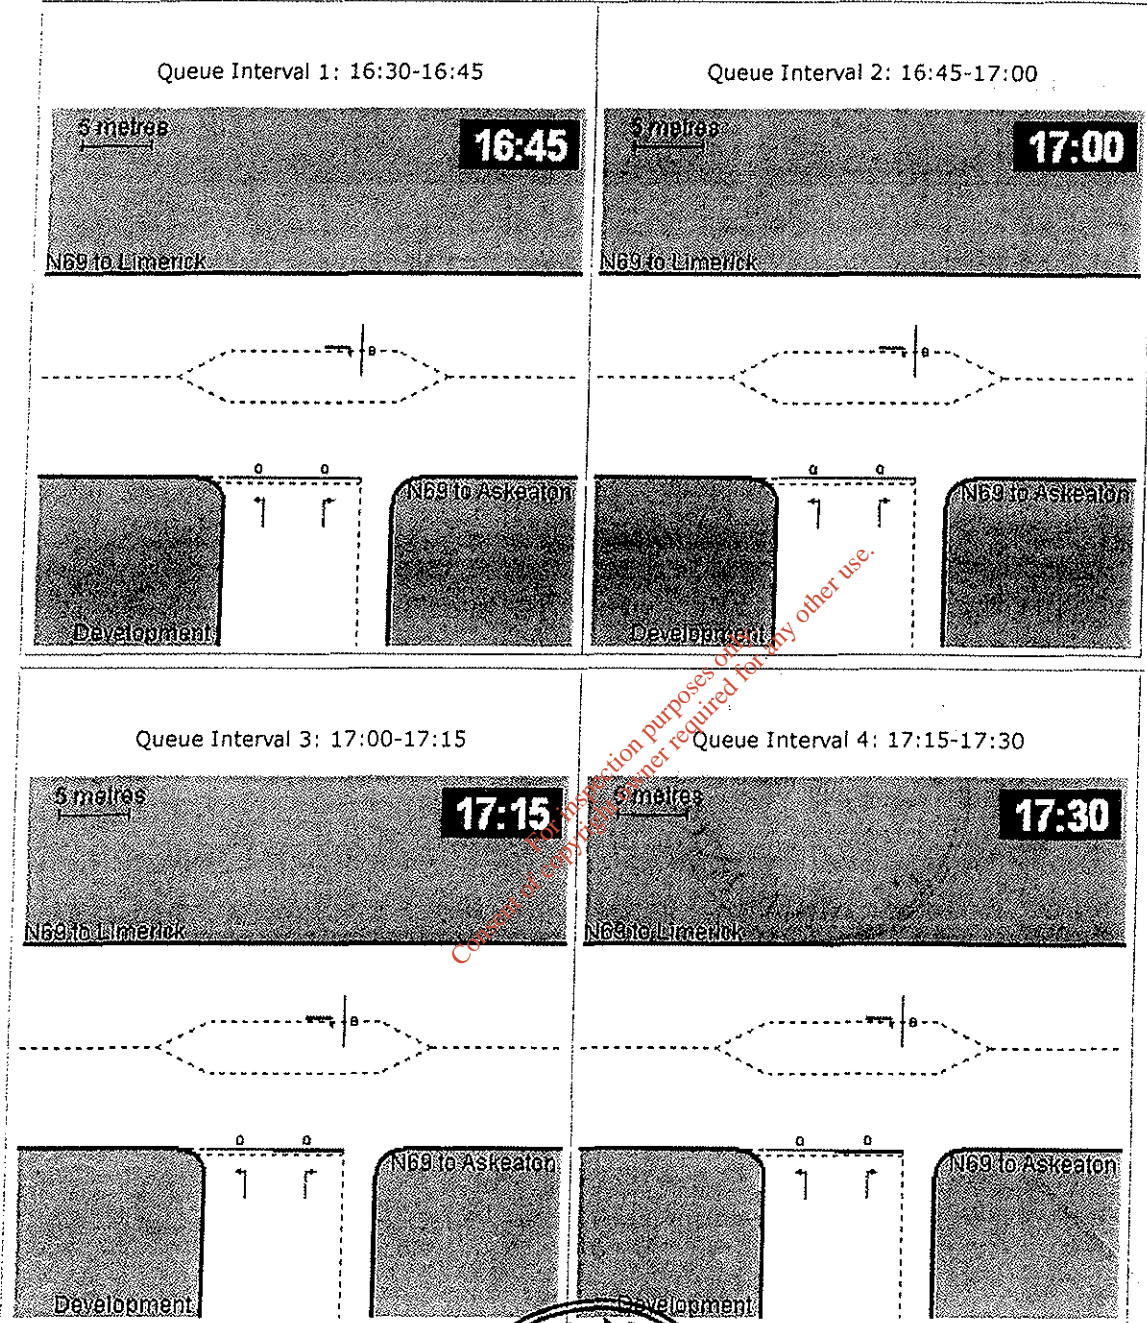 Queue Interval 1: 16:30-16:45
5 metres
16:45
N69 to Limerick
0
0
0
N69 to Askeaton
Development
Queue Interval 2: 16:45-17:00
5 metres
17:00
N69 to Limerick
0
0
0
N69 to Askeaton
Development
Queue Interval 3: 17:00-17:15
5 metres
17:15
N69 to Limerick
0
0
0
N69 to Askeaton
Development
Queue Interval 4: 17:15-17:30
5 metres
17:30
N69 to Limerick
0
0
0
N69 to Askeaton
Development
For inspection purposes only.
Consent of copyright owner required for any other use.